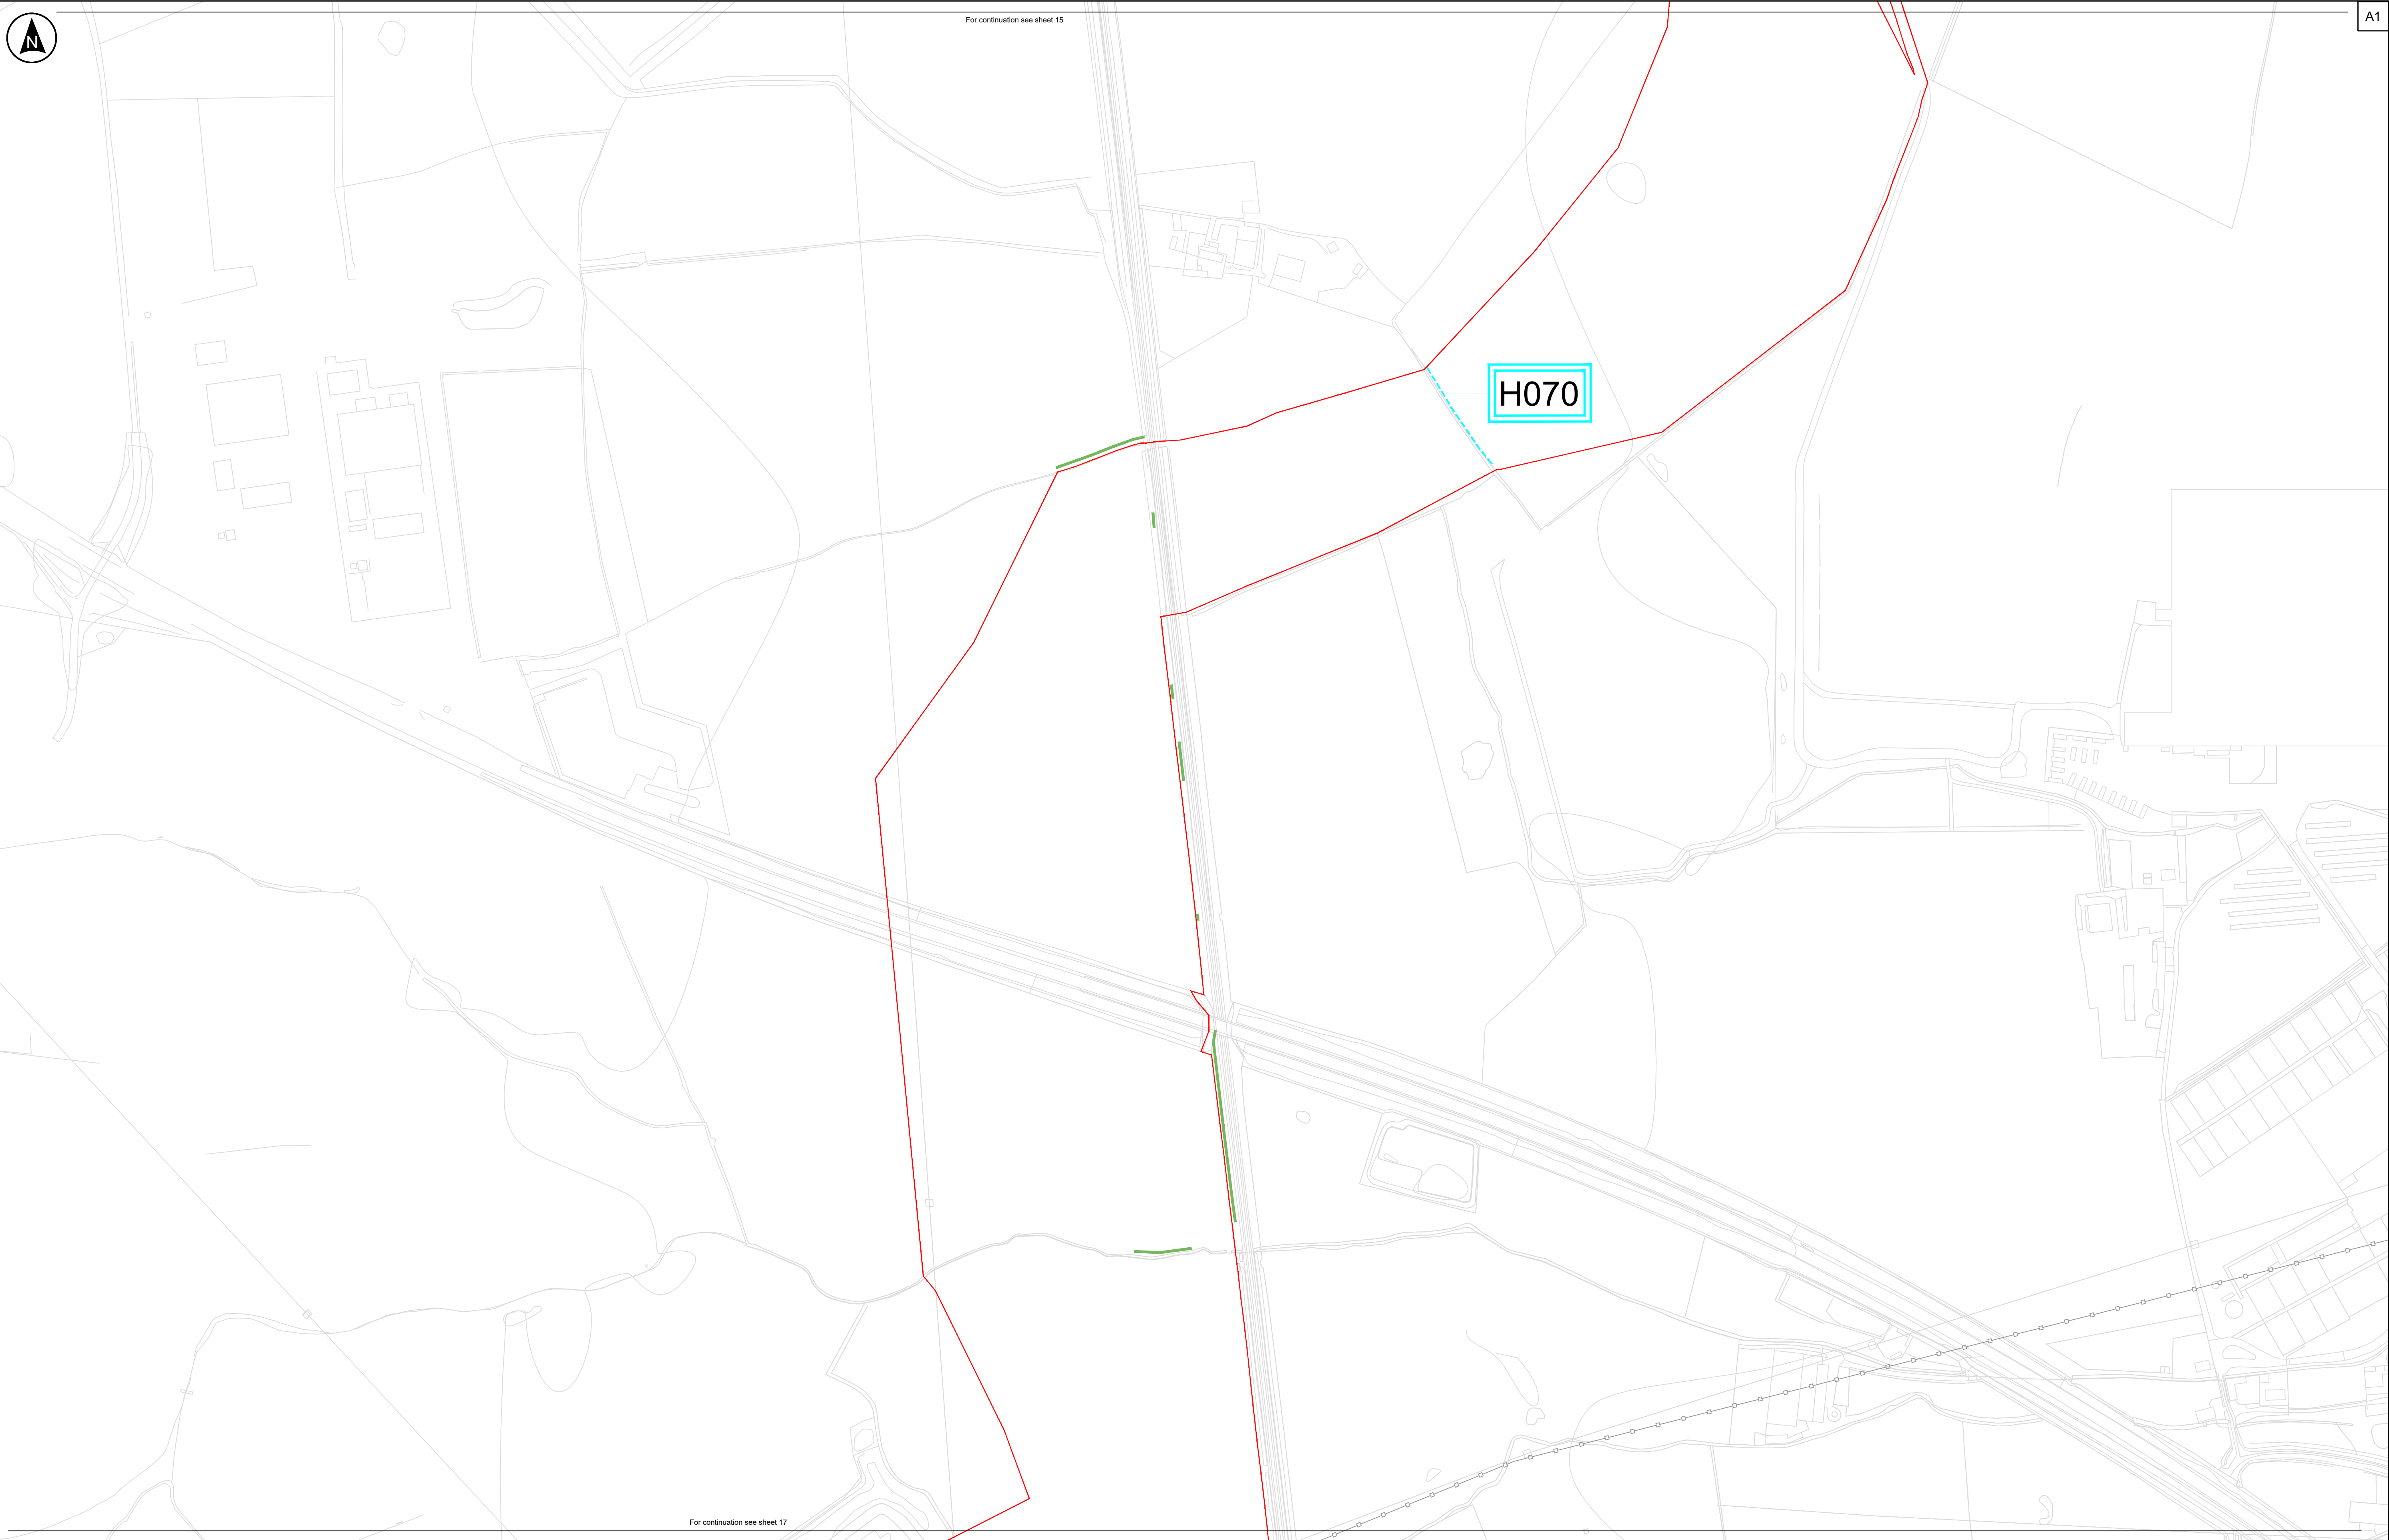 For continuation see sheet 15
A1
N
H070
For continuation see sheet 17